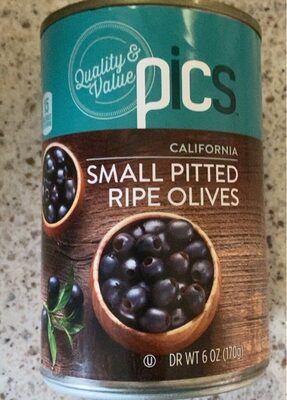 Quality &
Value
pics
CALIFORNIA
SMALL PITTED
RIPE OLIVES
U
DR WT 6 OZ (170g)